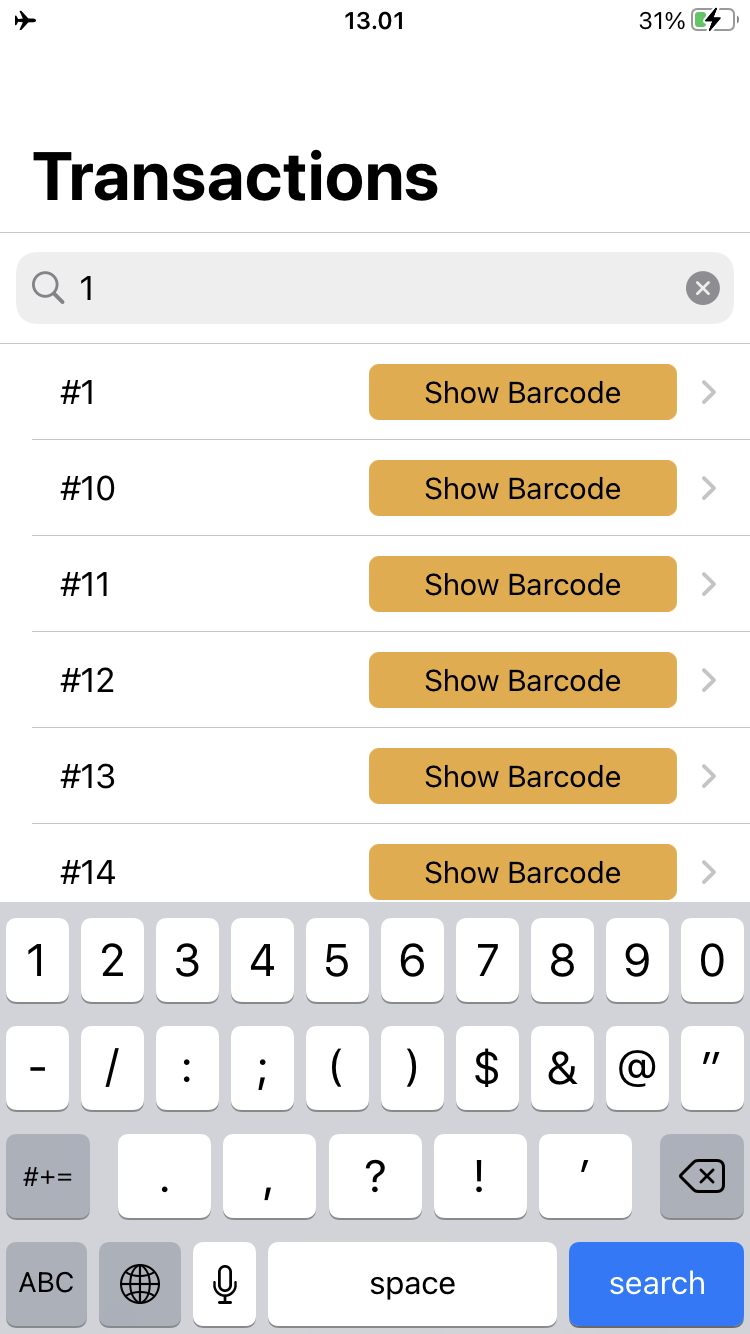 13.01 31%
Transactions
1
#1 Show Barcode
#10 Show Barcode
#11 Show Barcode
#12 Show Barcode
#13 Show Barcode
#14 Show Barcode
1 2 3 4 5 6 7 8 9 0
- / : ; ( ) $ & @ "
#+= . , ? ! '
ABC space search